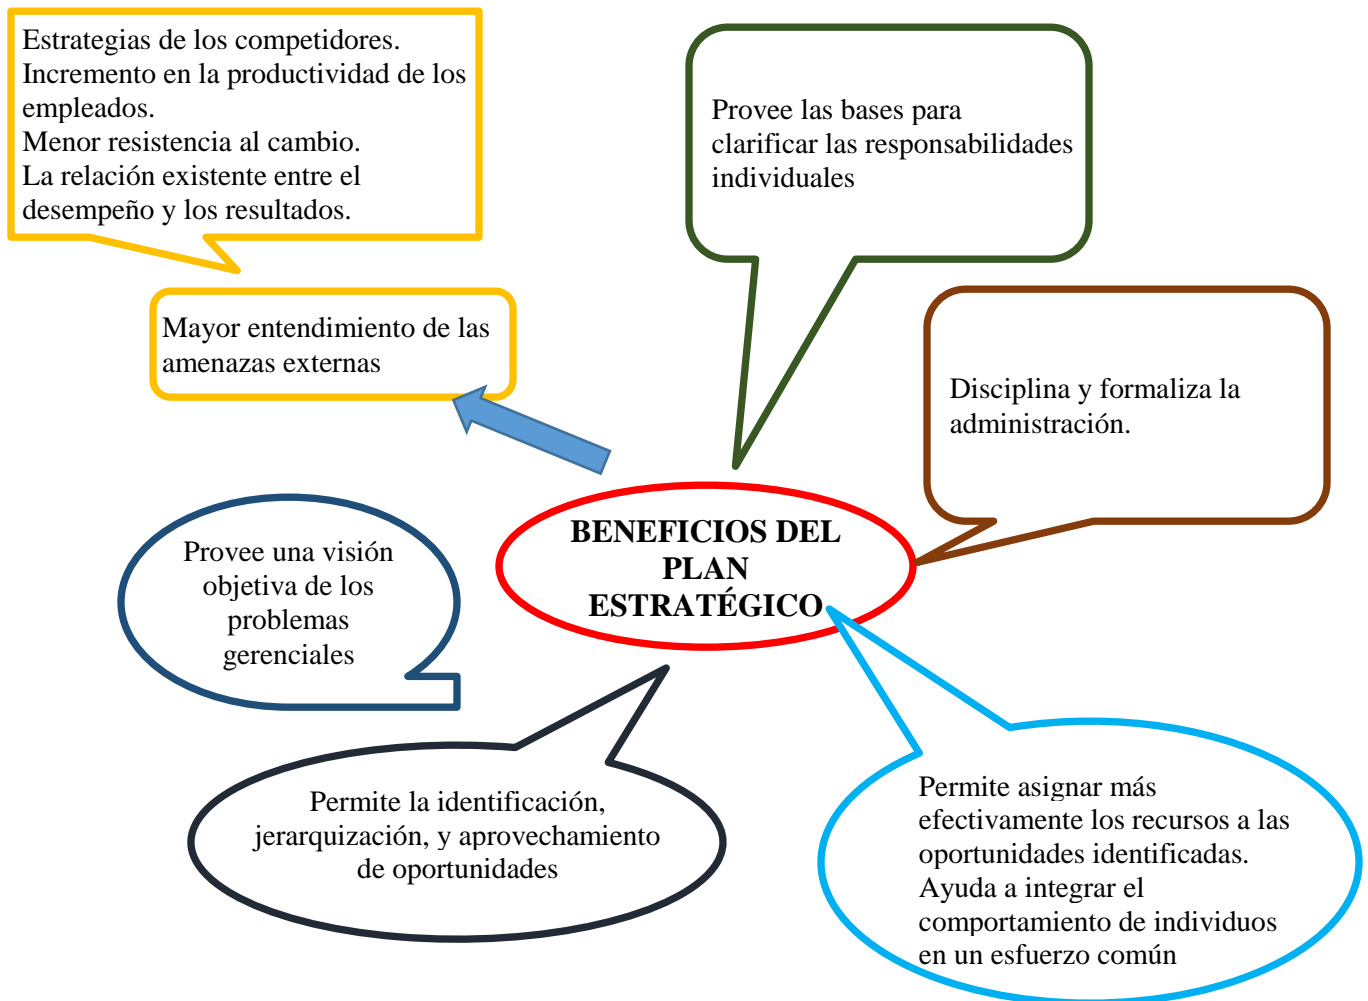 Estrategias de los competidores.
Incremento en la productividad de los
empleados.
Menor resistencia al cambio.
La relación existente entre el
desempeño y los resultados.
Provee las bases para
clarificar las responsabilidades
individuales
Mayor entendimiento de las
amenazas externas
Disciplina y formaliza la
administración.
BENEFICIOS DEL
PLAN
ESTRATÉGICO
Provee una visión
objetiva de los
problemas
gerenciales
Permite la identificación,
jerarquización, y aprovechamiento
de oportunidades
Permite asignar más
efectivamente los recursos a las
oportunidades identificadas.
Ayuda a integrar el
comportamiento de individuos
en un esfuerzo común